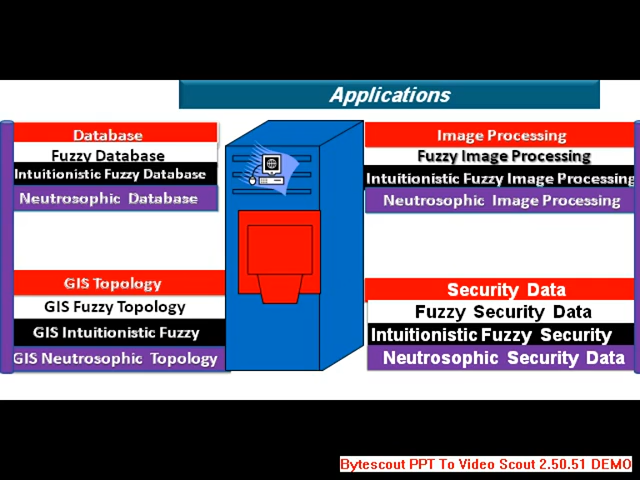 Applications
Database
Fuzzy Database
Intuitionistic Fuzzy Database
Neutrosophic Database
GIS Topology
GIS Fuzzy Topology
GIS Intuitionistic Fuzzy
GIS Neutrosophic Topology
Image Processing
Fuzzy Image Processing
Intuitionistic Fuzzy Image Processing
Neutrosophic Image Processing
Security Data
Fuzzy Security Data
Intuitionistic Fuzzy Security
Neutrosophic Security Data
Bytescout PPT To Video Scout 2.50.51 DEMO